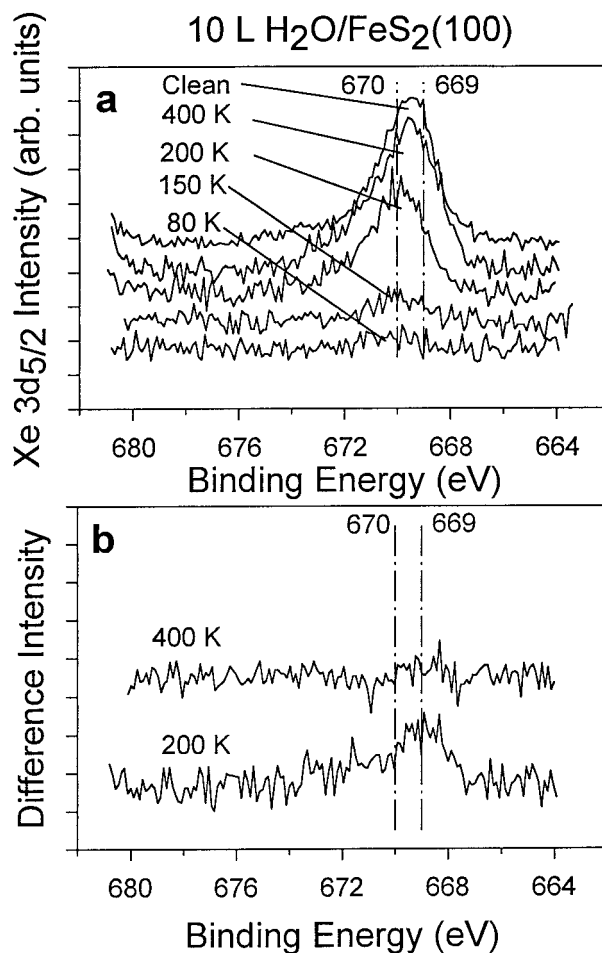 10 L H2O/FeS2(100)
a
Clean
400 K
200 K
150 K
80 K
670
669
Xe 3d5/2 Intensity (arb. units)
680 676 672 668 664
Binding Energy (eV)
b
670
669
400 K
200 K
Difference Intensity
680 676 672 668 664
Binding Energy (eV)